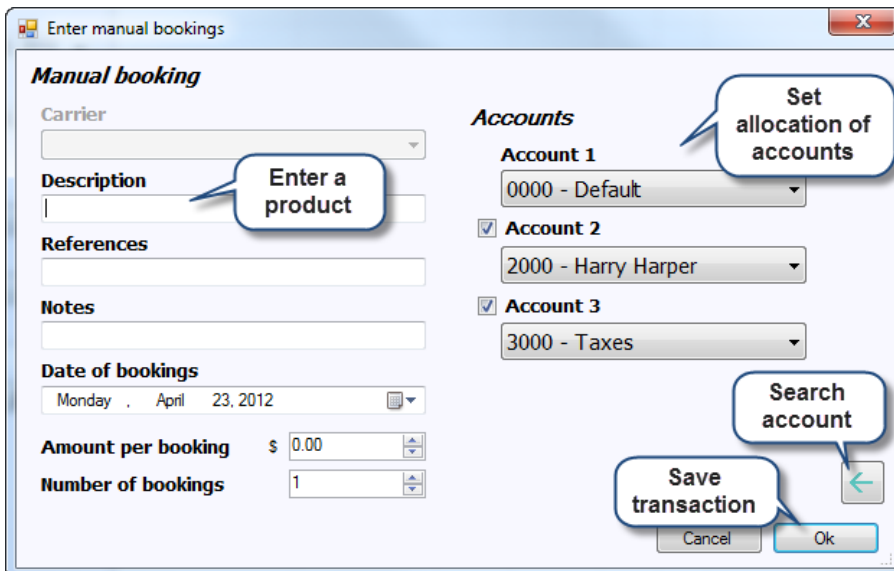 Enter manual bookings
Manual booking
Carrier
Description
Enter a
product
References
Notes
Date of bookings
Monday , April 23, 2012
Amount per booking $ 0.00
Number of bookings 1
Accounts
Set
allocation of
accounts
Account 1
0000 - Default
Account 2
2000 - Harry Harper
Account 3
3000 - Taxes
Search
account
Save
transaction
Cancel
Ok